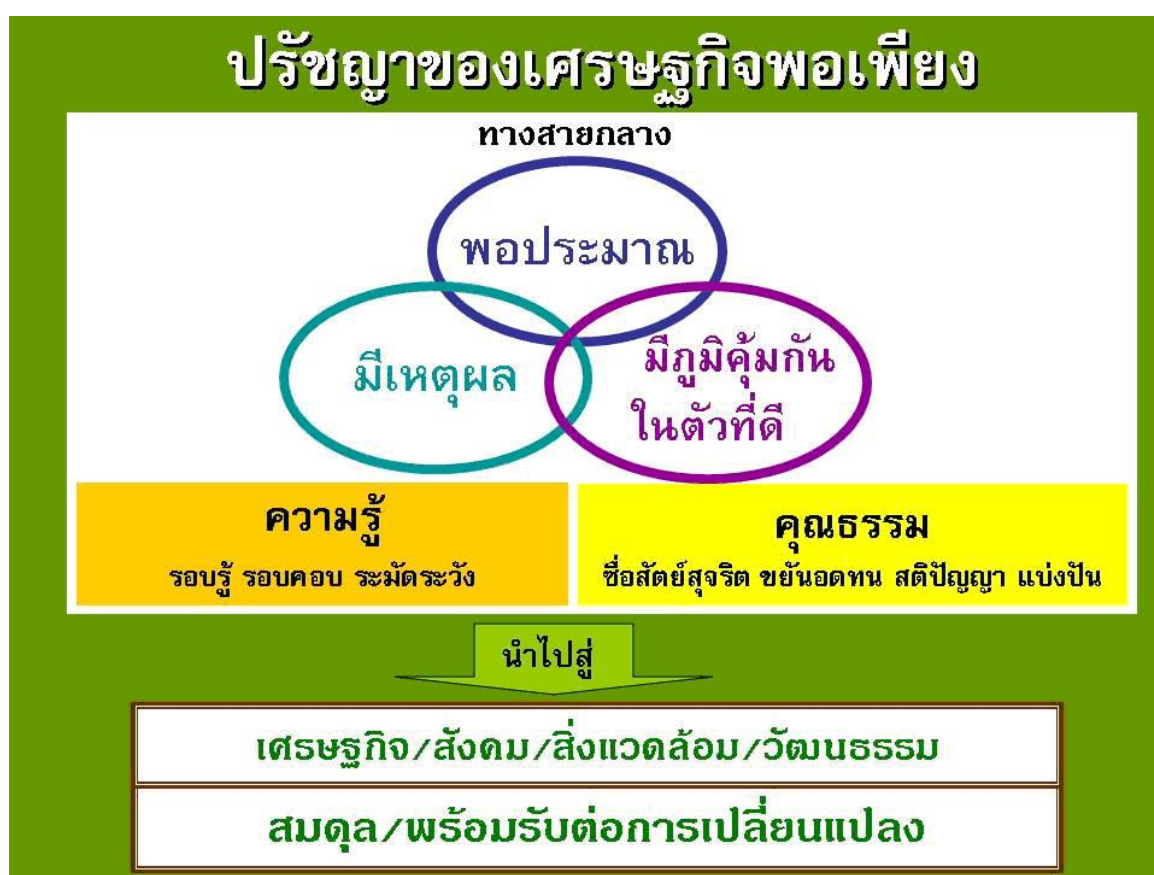 ปรัชญาของเศรษฐกิจพอเพียง
ทางสายกลาง
พอประมาณ
มีเหตุผล
มีภูมิคุ้มกัน
ในตัวที่ดี
ความรู้
รอบรู้ รอบคอบ ระมัดระวัง
คุณธรรม
ซื่อสัตย์สุจริต ขยันอดทน สติปัญญา แบ่งปัน
นำไปสู่
เศรษฐกิจ/สังคม/สิ่งแวดล้อม/วัฒนธรรม
สมดุล/พร้อมรับต่อการเปลี่ยนแปลง